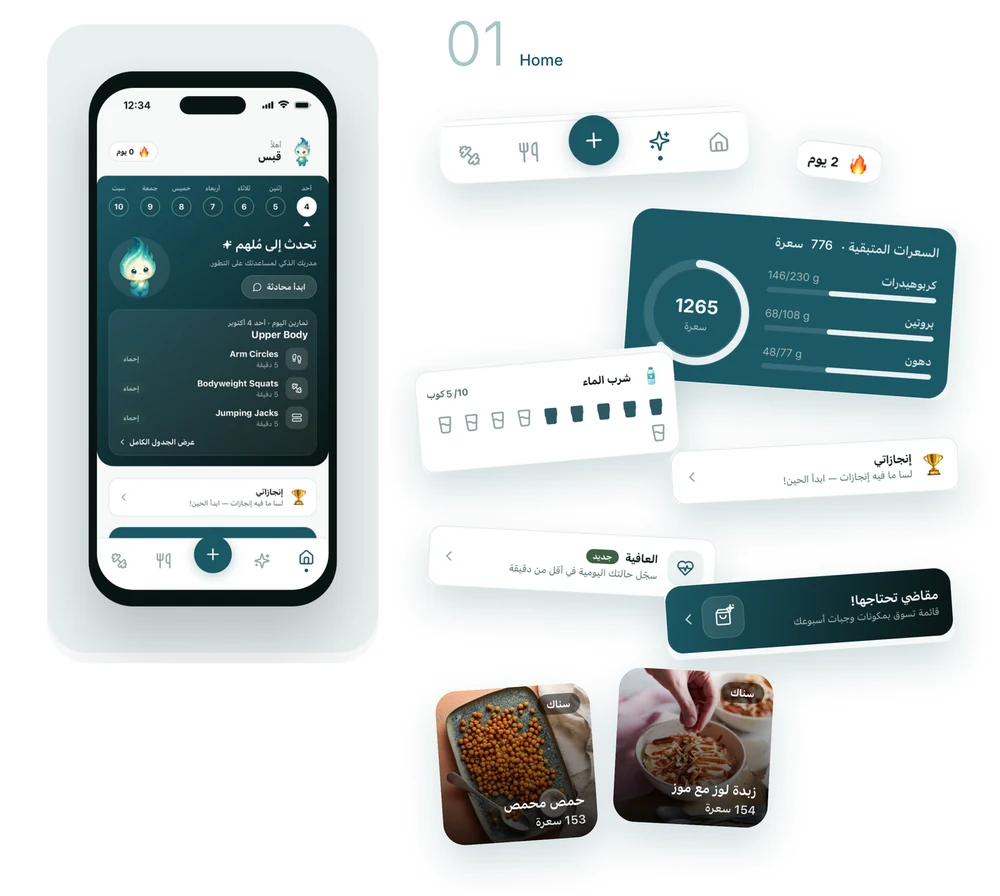 01 Home
12:34
أهلاً
قبس
0 يوم
أحد
إثنين
ثلاثاء
أربعاء
خميس
جمعة
سبت
4
5
6
7
8
9
10
تحدث إلى مُلهم
مدربك الذكي لمساعدتك على التطور.
ابدأ محادثة
تمارين اليوم · أحد 4 أكتوبر
Upper Body
Arm Circles
5 دقيقة
إحماء
Bodyweight Squats
5 دقيقة
إحماء
Jumping Jacks
5 دقيقة
إحماء
عرض الجدول الكامل
إنجازاتي
لسا ما فيه إنجازات — ابدأ الحين!
2 يوم
السعرات المتبقية · 776 سعرة
1265
سعرة
كربوهيدرات
146/230 g
بروتين
68/108 g
دهون
48/77 g
شرب الماء
5/10 كوب
إنجازاتي
لسا ما فيه إنجازات — ابدأ الحين!
العافية جديد
سجّل حالتك اليومية في أقل من دقيقة
مقاضي تحتاجها!
قائمة تسوق بمكونات وجبات أسبوعك
سناك
حمص محمص
153 سعرة
سناك
زبدة لوز مع موز
154 سعرة